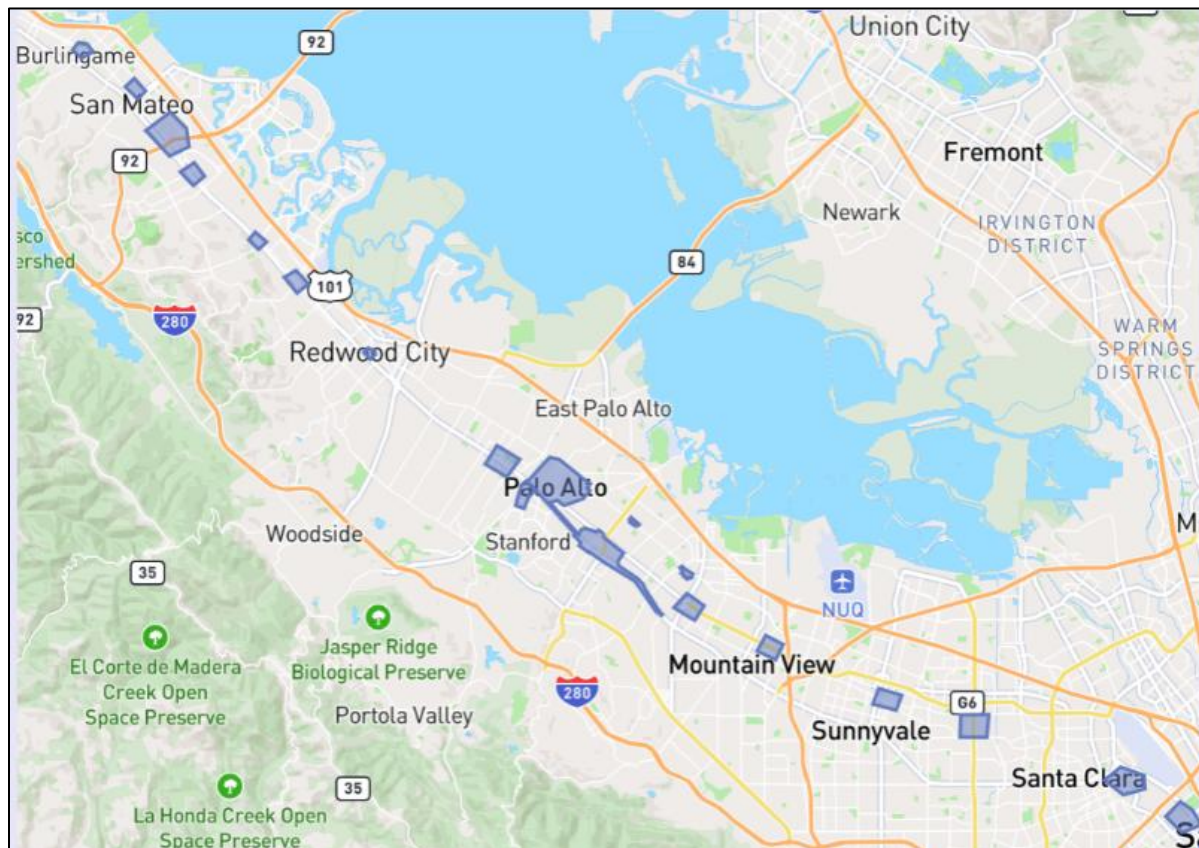 Union City
92
Burlingame
San Mateo
92
Fremont
Newark
IRVINGTON
DISTRICT
sco
ershed
84
101
92
280
WARM
SPRINGS
DISTRICT
Redwood City
East Palo Alto
Palo Alto
Woodside
Stanford
M
35
NUQ
El Corte de Madera
Creek Open
Space Preserve
Jasper Ridge
Biological Preserve
Mountain View
280
G6
Portola Valley
Sunnyvale
Santa Clara
35
La Honda Creek Open
Space Preserve
S